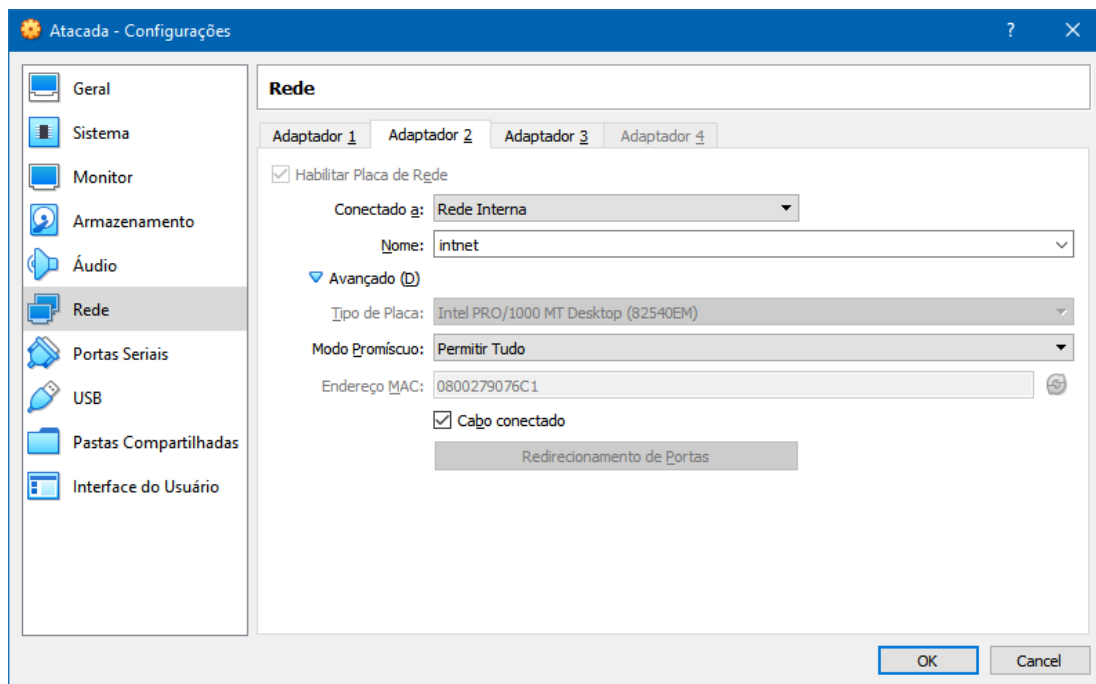 Atacada - Configurações
?
Geral
Sistema
Monitor
Armazenamento
Áudio
Rede
Portas Seriais
USB
Pastas Compartilhadas
Interface do Usuário
Rede
Adaptador 1 Adaptador 2 Adaptador 3 Adaptador 4
Habilitar Placa de Rede
Conectado a: Rede Interna
Nome: intnet
Avançado (D)
Tipo de Placa: Intel PRO/1000 MT Desktop (82540EM)
Modo Promíscuo: Permitir Tudo
Endereço MAC: 0800279076C1
Cabo conectado
Redirecionamento de Portas
OK Cancel